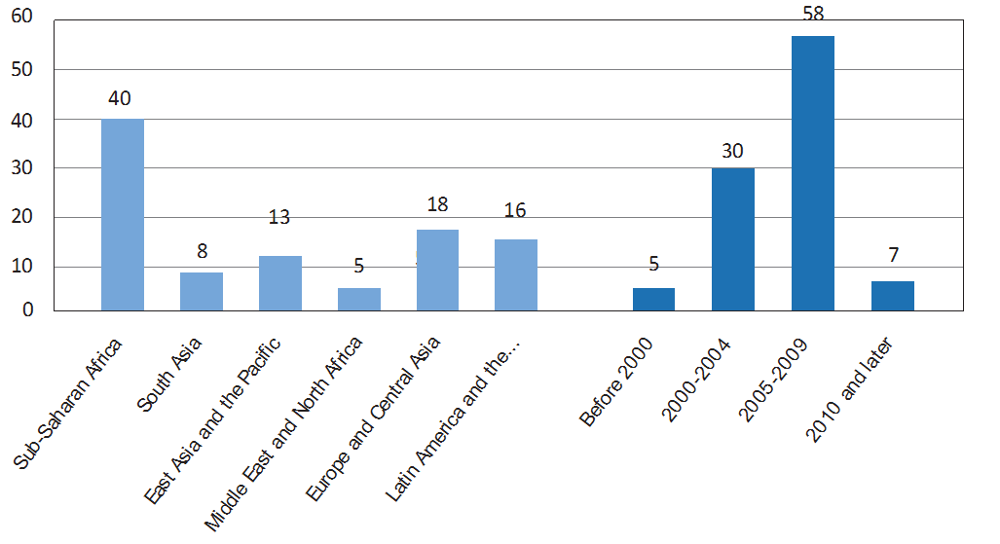 60
50
40
30
20
10
0
40
8
13
5
18
16
5
30
58
7
Sub-Saharan Africa
South Asia
East Asia and the Pacific
Middle East and North Africa
Europe and Central Asia
Latin America and the...
Before 2000
2000-2004
2005-2009
2010 and later